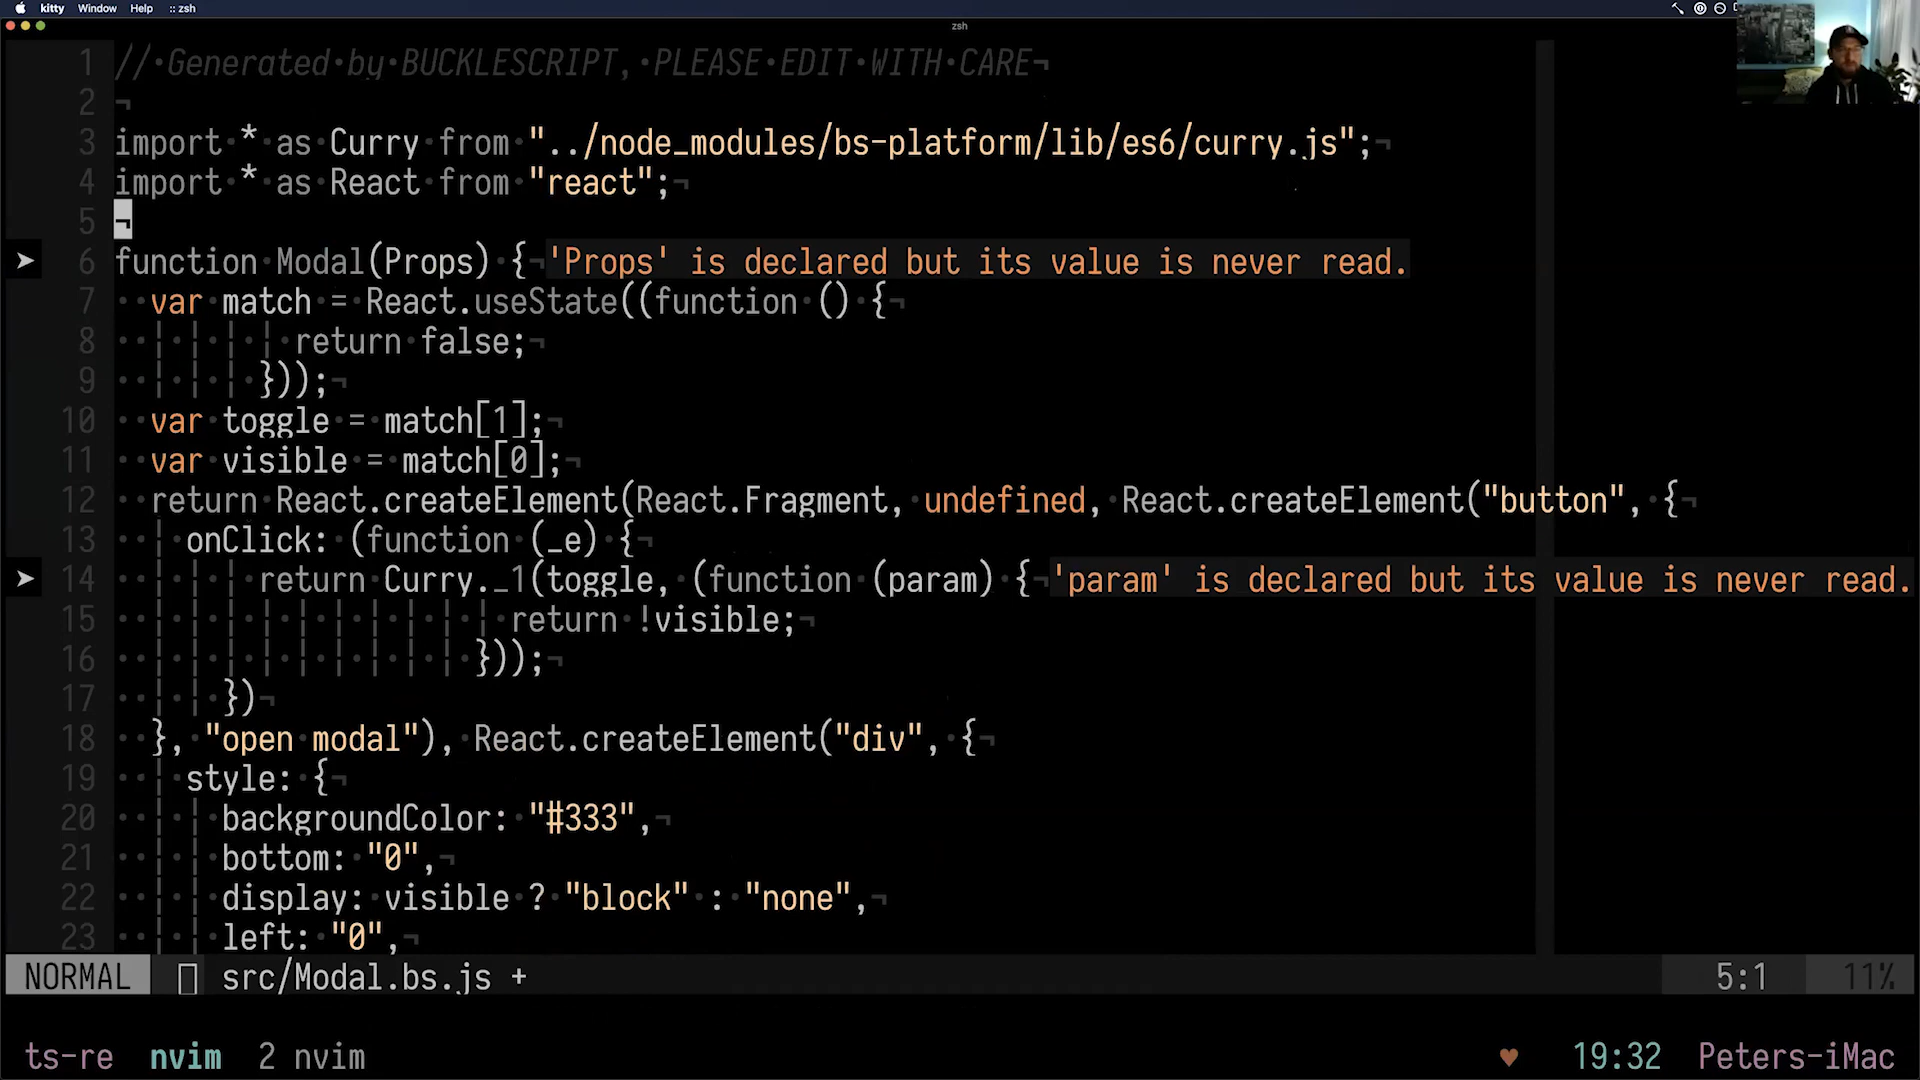 kitty Window Help :: zsh
zsh
1 // Generated by BUCKLESCRIPT, PLEASE EDIT WITH CARE¬
2 ¬
3 import * as Curry from "../node_modules/bs-platform/lib/es6/curry.js";¬
4 import * as React from "react";¬
5 ¬
6 function Modal(Props) {¬'Props' is declared but its value is never read.
7 var match = React.useState((function () {¬
8 return false;¬
9 }));¬
10 var toggle = match[1];¬
11 var visible = match[0];¬
12 return React.createElement(React.Fragment, undefined, React.createElement("button", {¬
13 onClick: (function (_e) {¬
14 return Curry._1(toggle, (function (param) {¬'param' is declared but its value is never read.
15 return !visible;¬
16 }));¬
17 })¬
18 }, "open modal"), React.createElement("div", {¬
19 style: {¬
20 backgroundColor: "#333",¬
21 bottom: "0",¬
22 display: visible ? "block" : "none",¬
23 left: "0",¬
NORMAL src/Modal.bs.js + 5:1 11%
ts-re nvim 2 nvim ♥ 19:32 Peters-iMac